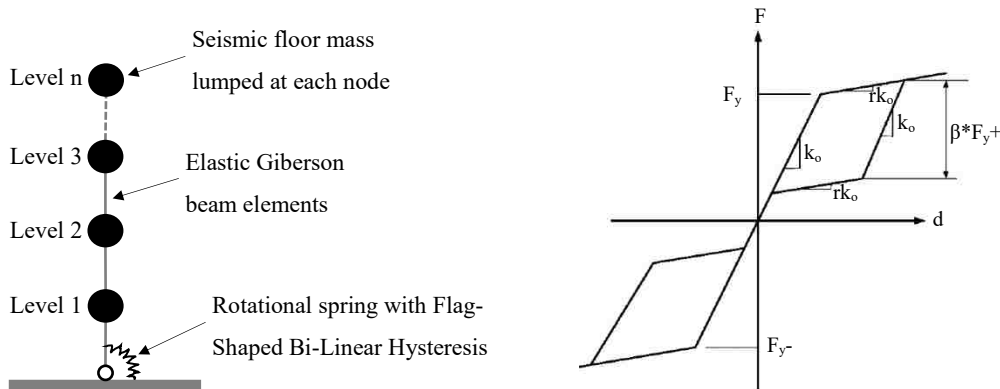 Seismic floor mass
lumped at each node
Level n
Level 3
Elastic Giberson
beam elements
Level 2
Level 1
Rotational spring with Flag-
Shaped Bi-Linear Hysteresis
F
Fy
rko
ko
ko
β*Fy+
rko
d
Fy-